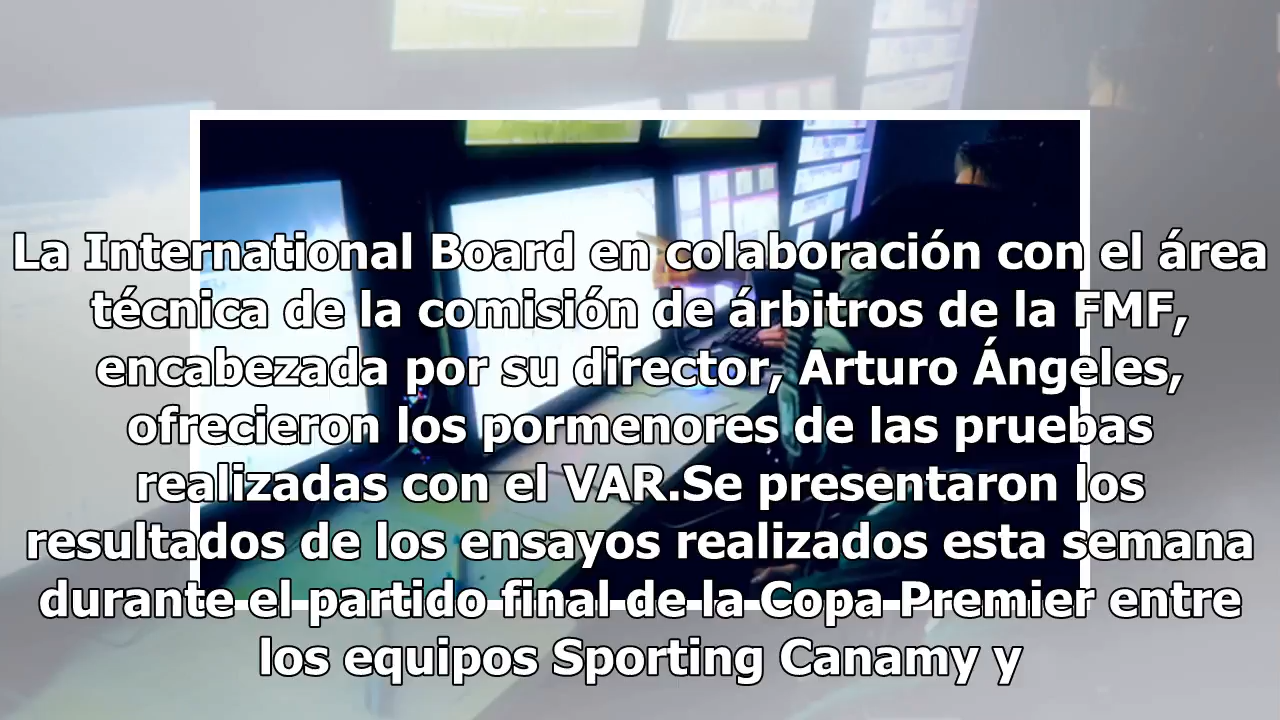 La International Board en colaboración con el área
técnica de la comisión de árbitros de la FMF,
encabezada por su director, Arturo Ángeles,
ofrecieron los pormenores de las pruebas
realizadas con el VAR.Se presentaron los
resultados de los ensayos realizados esta semana
durante el partido final de la Copa Premier entre
los equipos Sporting Canamy y